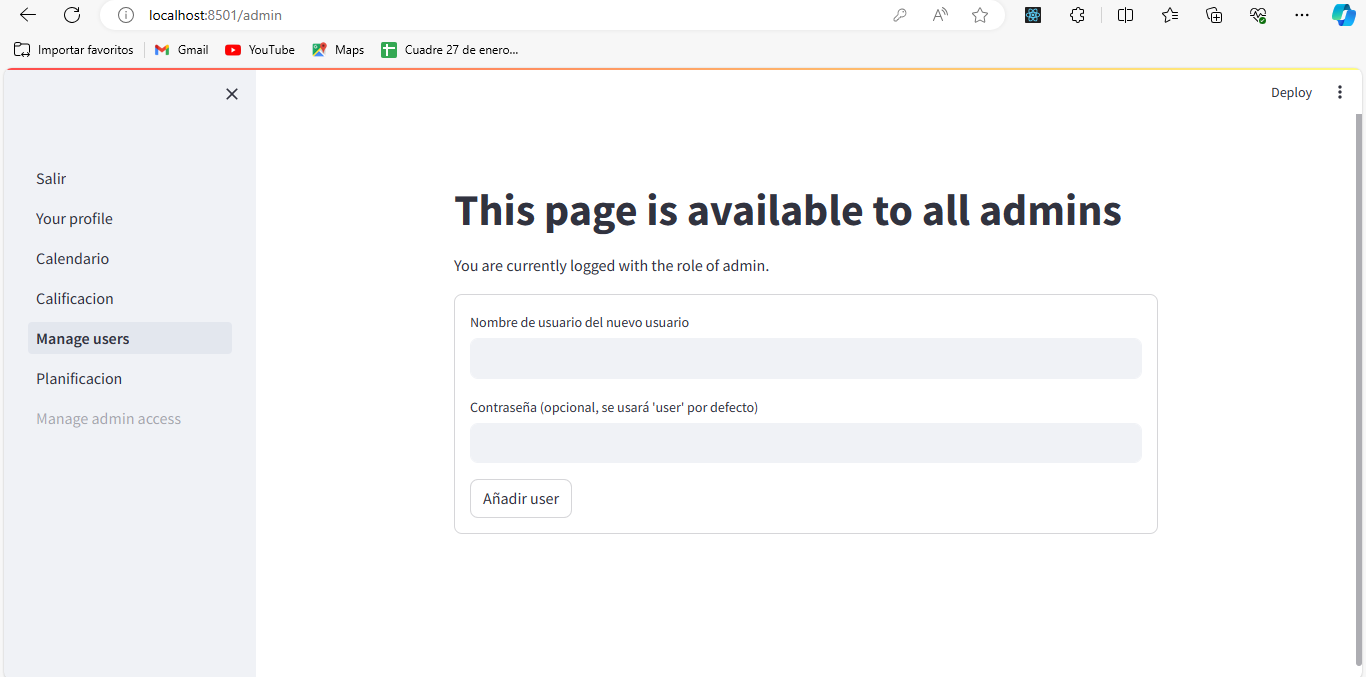 localhost:8501/admin
Importar favoritos
Gmail
YouTube
Maps
Cuadre 27 de enero...
Deploy
Salir
Your profile
Calendario
Calificacion
Manage users
Planificacion
Manage admin access
This page is available to all admins
You are currently logged with the role of admin.
Nombre de usuario del nuevo usuario
Contraseña (opcional, se usará 'user' por defecto)
Añadir user